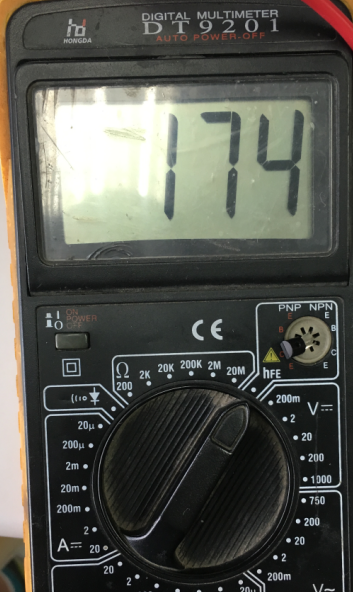 HONGDA
DIGITAL MULTIMETER
DT9201
AUTO POWER-OFF
174
ON
POWER
OFF
CE
PNP NPN
E E
B B
C C
E E
hFE
Ω
200 2K 20K 200K 2M 20M
20μ
200μ
2m
20m
200m
2
20
A
200m
2
20
200
1000
V
750
200
20
2
200m
V~
20μ
2